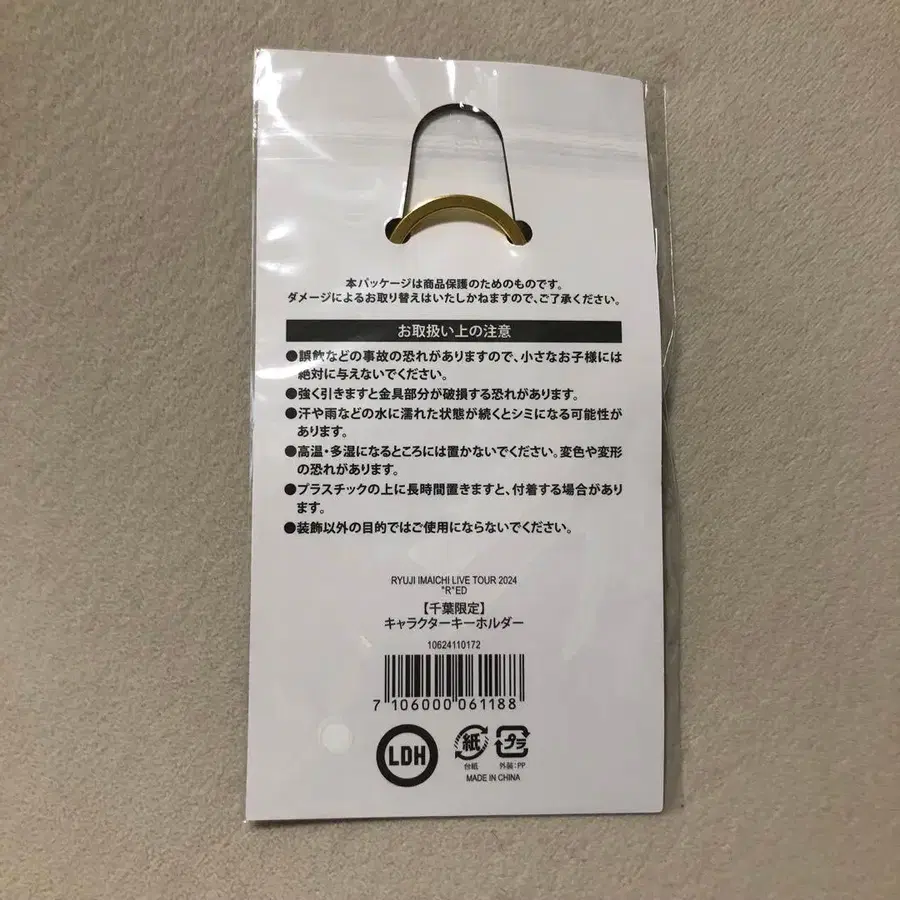 本パッケージは商品保護のためのものです。
ダメージによるお取り替えはいたしかねますので、ご了承ください。
お取扱い上の注意
●誤飲などの事故の恐れがありますので、小さなお子様には
絶対に与えないでください。
●強く引きますと金具部分が破損する恐れがあります。
●汗や雨などの水に濡れた状態が続くとシミになる可能性が
あります。
●高温・多湿になるところには置かないでください。変色や変形
の恐れがあります。
●プラスチックの上に長時間置きますと、付着する場合があり
ます。
●装飾以外の目的ではご使用にならないでください。
RYUJI IMAICHI LIVE TOUR 2024
"R"ED
【千葉限定】
キャラクターキーホルダー
10624110172
7 106000 061188
LDH
紙
プラ
台紙
外装:PP
MADE IN CHINA